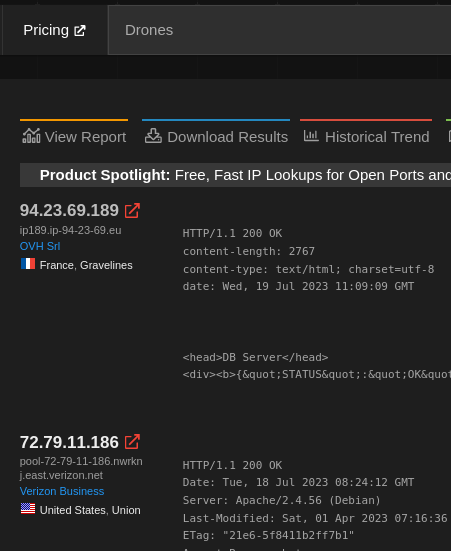 Pricing
Drones
View Report
Download Results
Historical Trend
Product Spotlight: Free, Fast IP Lookups for Open Ports and
94.23.69.189
ip189.ip-94-23-69.eu
OVH Srl
France, Gravelines
HTTP/1.1 200 OK
content-length: 2767
content-type: text/html; charset=utf-8
date: Wed, 19 Jul 2023 11:09:09 GMT
<head>DB Server</head>
<div><b>{&quot;STATUS&quot;:&quot;OK&quot
72.79.11.186
pool-72-79-11-186.nwrkn
j.east.verizon.net
Verizon Business
United States, Union
HTTP/1.1 200 OK
Date: Tue, 18 Jul 2023 08:24:12 GMT
Server: Apache/2.4.56 (Debian)
Last-Modified: Sat, 01 Apr 2023 07:16:36
ETag: "21e6-5f8411b2ff7b1"